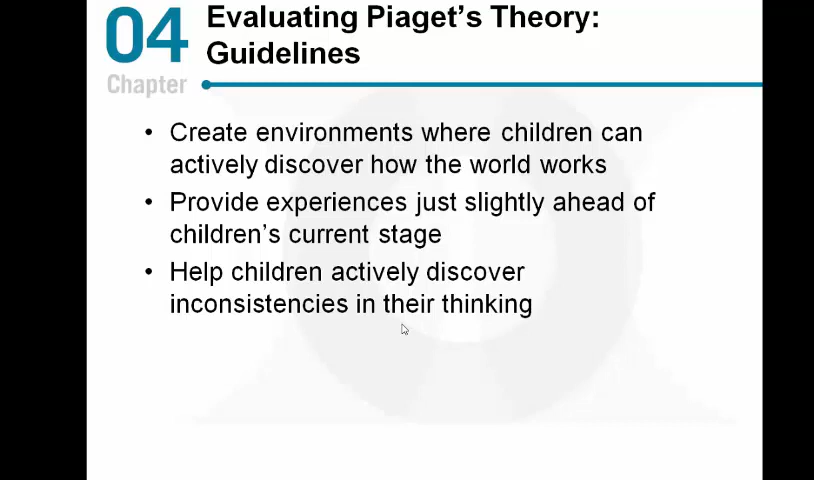 04
Chapter
Evaluating Piaget's Theory:
Guidelines
• Create environments where children can
actively discover how the world works
• Provide experiences just slightly ahead of
children's current stage
• Help children actively discover
inconsistencies in their thinking